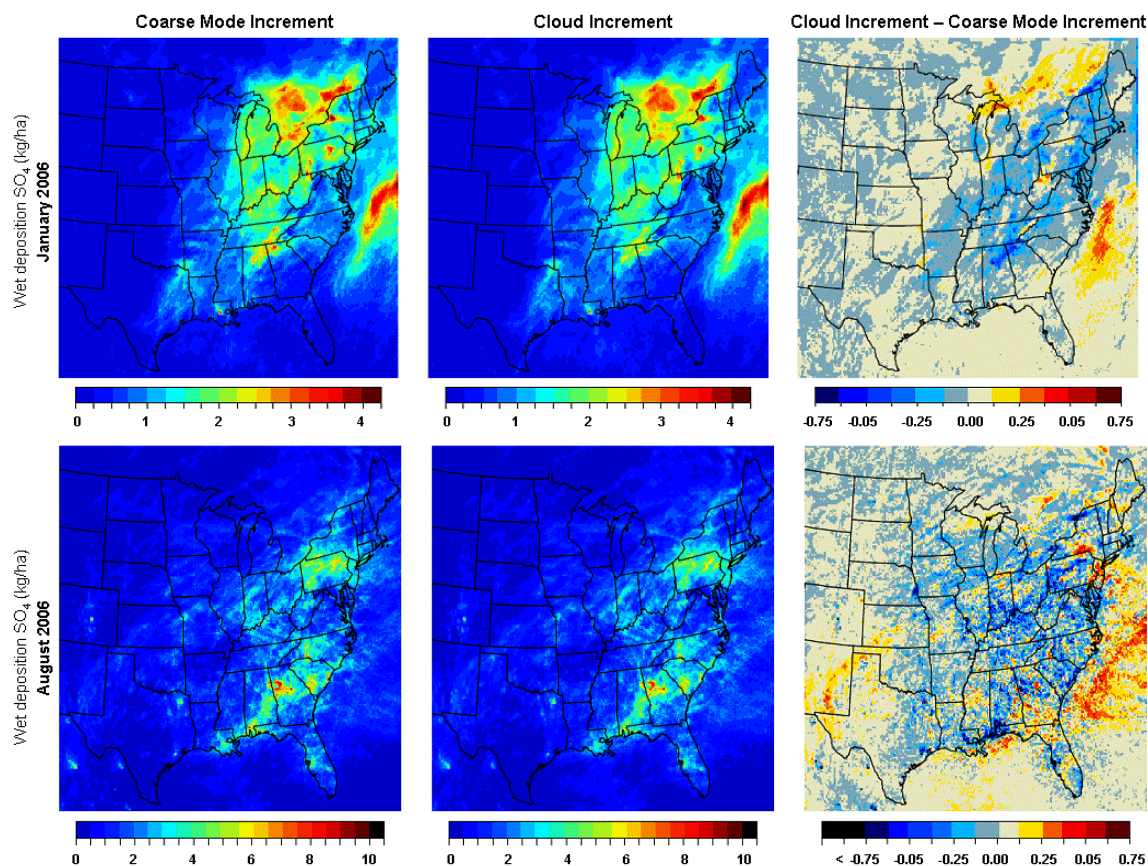 Coarse Mode Increment
Cloud Increment
Cloud Increment – Coarse Mode Increment
Wet deposition SO4 (kg/ha)
January 2006
0 1 2 3 4
0 1 2 3 4
-0.75 -0.05 -0.25 0.00 0.25 0.50 0.75
Wet deposition SO4 (kg/ha)
August 2006
0 2 4 6 8 10
0 2 4 6 8 10
< -0.75 -0.05 -0.25 0.00 0.25 0.50 0.75